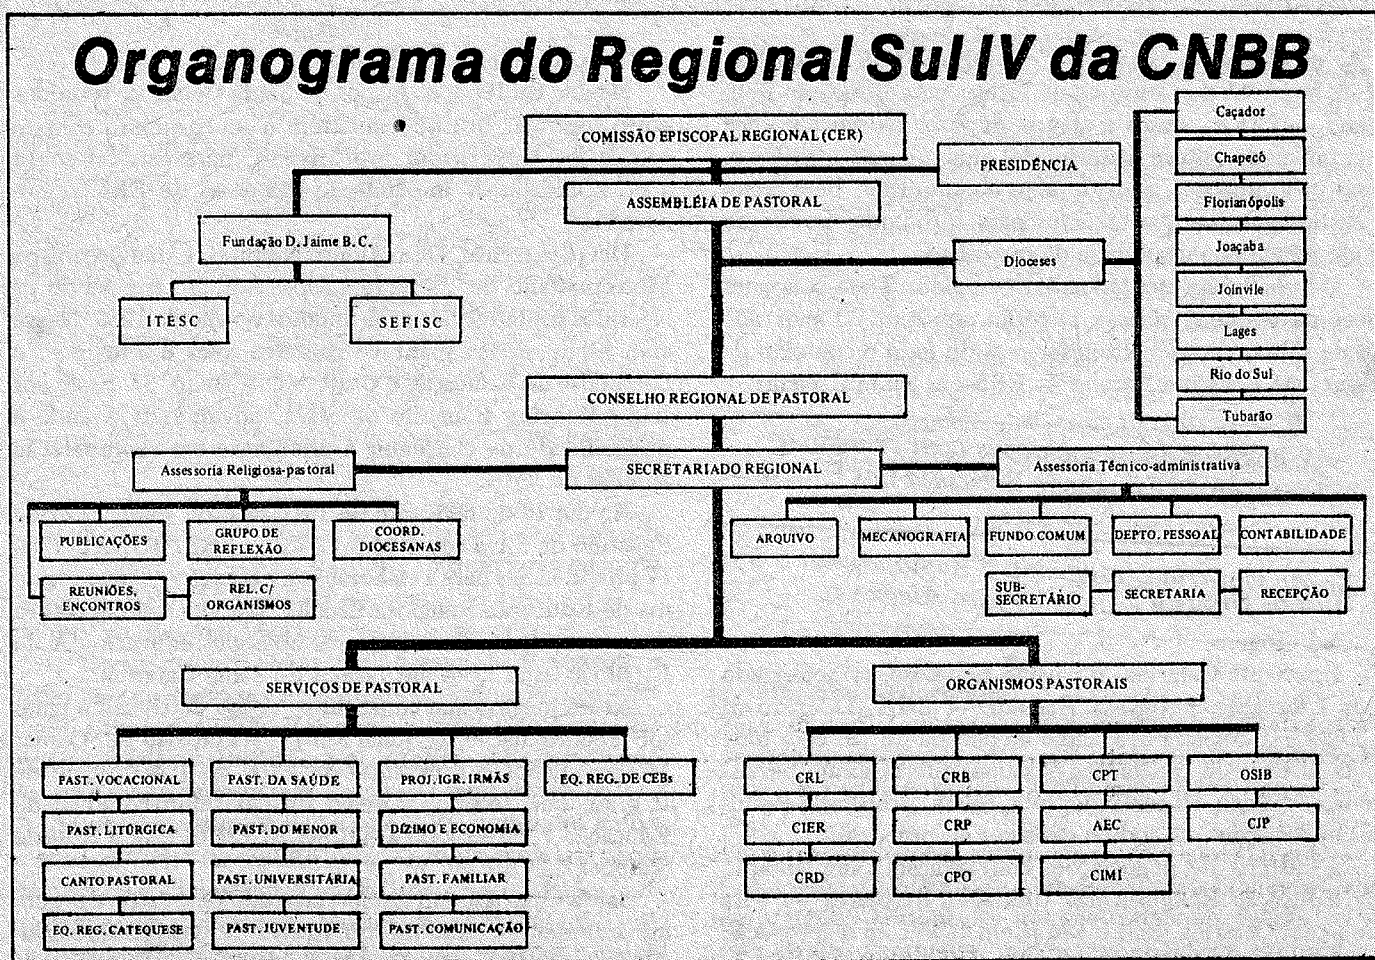 Organograma do Regional Sul IV da CNBB
COMISSÃO EPISCOPAL REGIONAL (CER)
PRESIDÊNCIA
ASSEMBLÉIA DE PASTORAL
Fundação D. Jaime B. C.
ITESC
SEFISC
Dioceses
Caçador
Chapecô
Florianópolis
Joaçaba
Joinvile
Lages
Rio do Sul
Tubarão
CONSELHO REGIONAL DE PASTORAL
SECRETARIADO REGIONAL
Assessoria Religiosa-pastoral
PUBLICAÇÕES
GRUPO DE
REFLEXÃO
COORD.
DIOCESANAS
REUNIÕES,
ENCONTROS
REL. C/
ORGANISMOS
Assessoria Técnico-administrativa
ARQUIVO
MECANOGRAFIA
FUNDO COMUM
DEPTO. PESSOAL
CONTABILIDADE
SUB-
SECRETÁRIO
SECRETARIA
RECEPÇÃO
SERVIÇOS DE PASTORAL
PAST. VOCACIONAL
PAST. LITÚRGICA
CANTO PASTORAL
EQ. REG. CATEQUESE
PAST. DA SAÚDE
PAST. DO MENOR
PAST. UNIVERSITÁRIA
PAST. JUVENTUDE
PROJ. IGR. IRMÃS
DÍZIMO E ECONOMIA
PAST. FAMILIAR
PAST. COMUNICAÇÃO
EQ. REG. DE CEBs
ORGANISMOS PASTORAIS
CRL
CIER
CRD
CRB
CRP
CPO
CPT
AEC
CIMI
OSIB
CJP